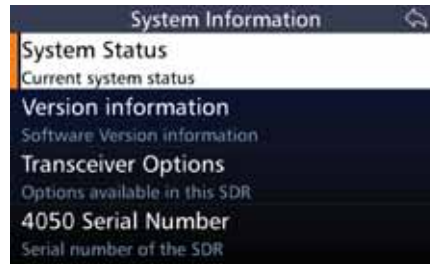 System Information
System Status
Current system status
Version information
Software Version information
Transceiver Options
Options available in this SDR
4050 Serial Number
Serial number of the SDR